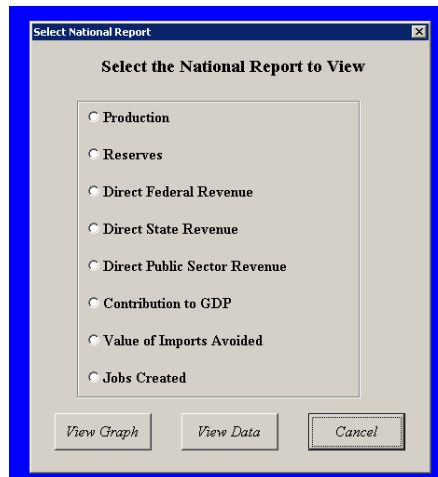 Select National Report
Select the National Report to View
Production
Reserves
Direct Federal Revenue
Direct State Revenue
Direct Public Sector Revenue
Contribution to GDP
Value of Imports Avoided
Jobs Created
View Graph View Data Cancel